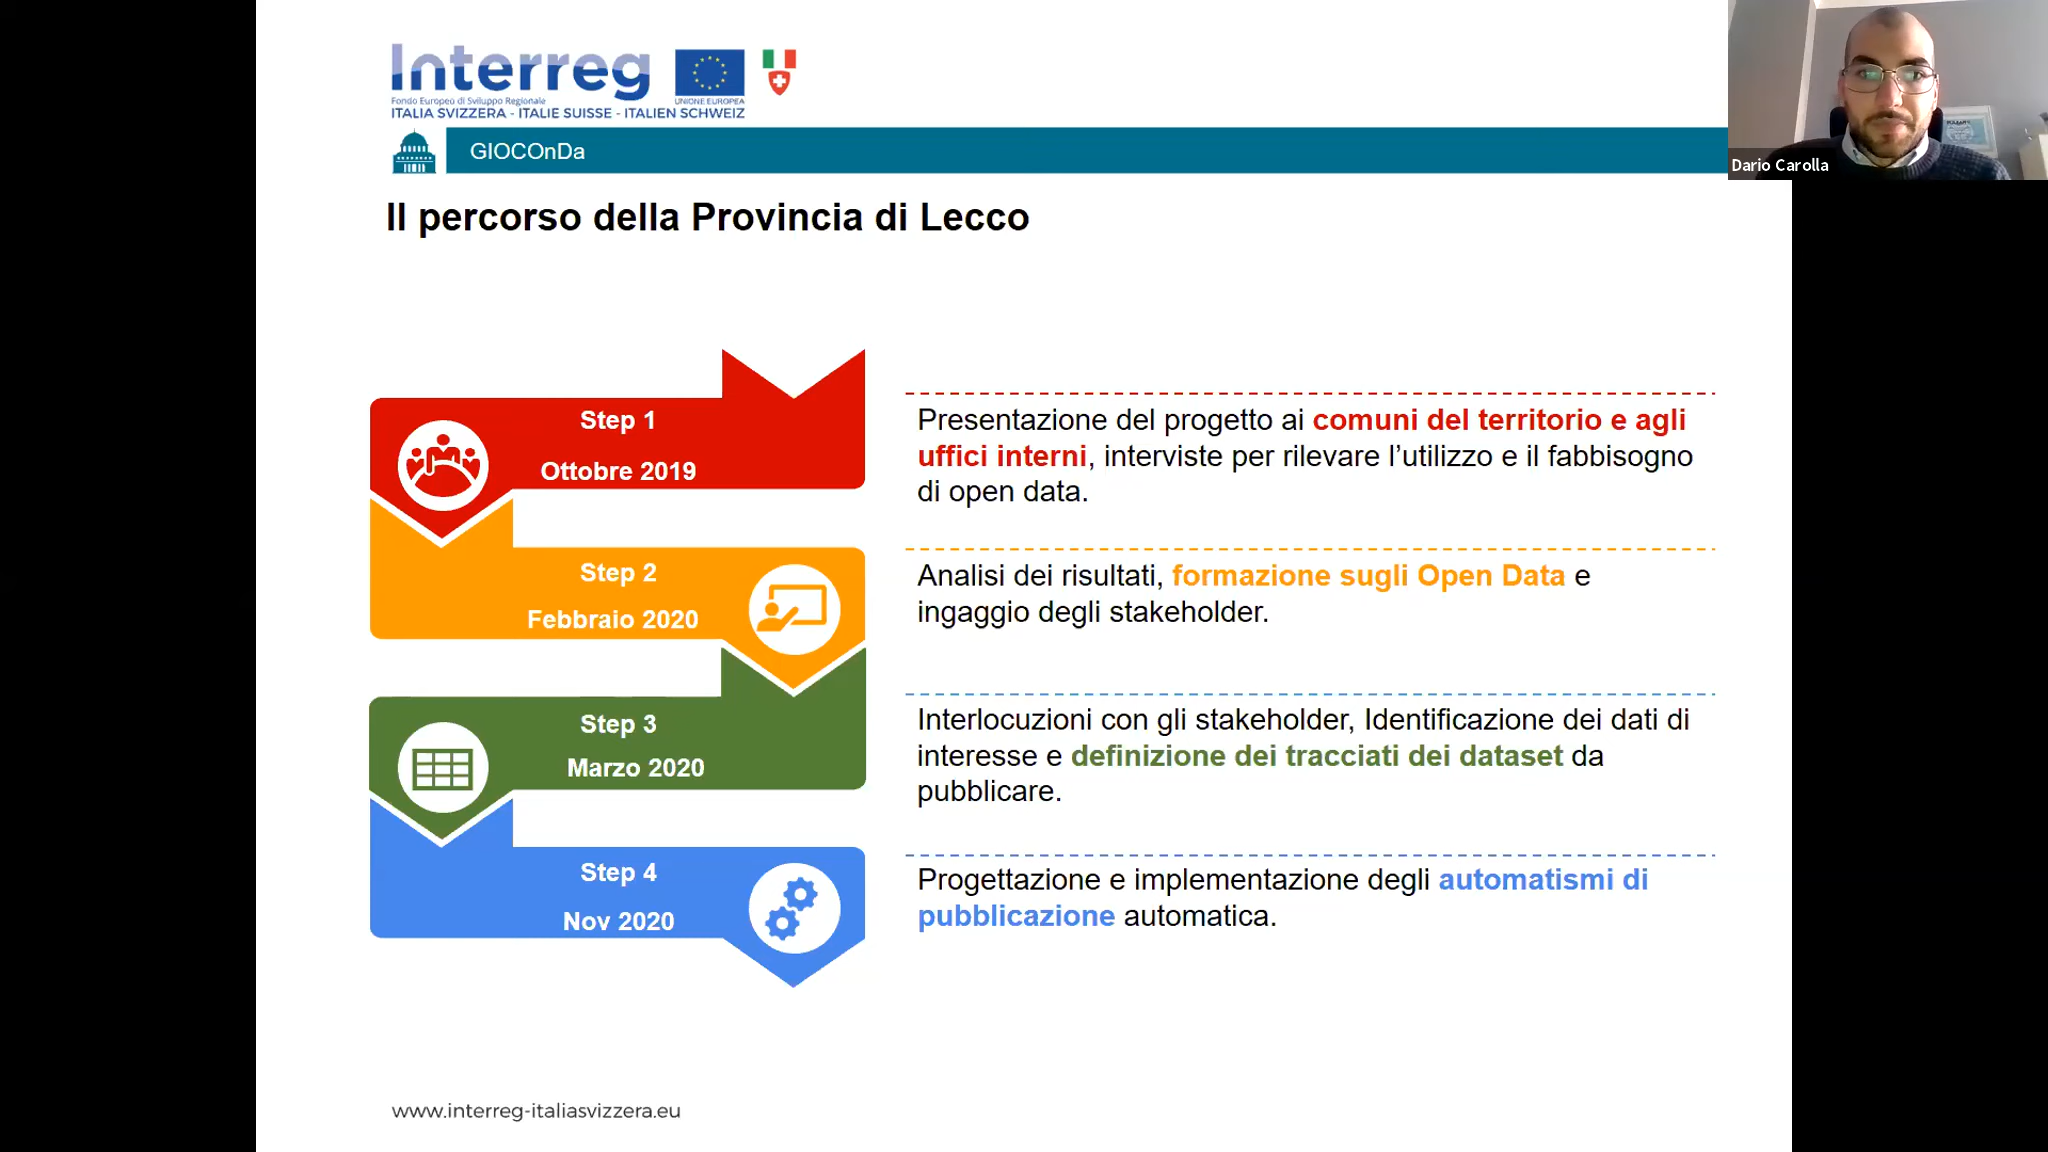 Interreg
Fondo Europeo di Sviluppo Regionale
UNIONE EUROPEA
ITALIA SVIZZERA - ITALIE SUISSE - ITALIEN SCHWEIZ
GIOCOnDa
Dario Carolla
Il percorso della Provincia di Lecco
Step 1
Ottobre 2019
Presentazione del progetto ai comuni del territorio e agli
uffici interni, interviste per rilevare l’utilizzo e il fabbisogno
di open data.
Step 2
Febbraio 2020
Analisi dei risultati, formazione sugli Open Data e
ingaggio degli stakeholder.
Step 3
Marzo 2020
Interlocuzioni con gli stakeholder, Identificazione dei dati di
interesse e definizione dei tracciati dei dataset da
pubblicare.
Step 4
Nov 2020
Progettazione e implementazione degli automatismi di
pubblicazione automatica.
www.interreg-italiasvizzera.eu